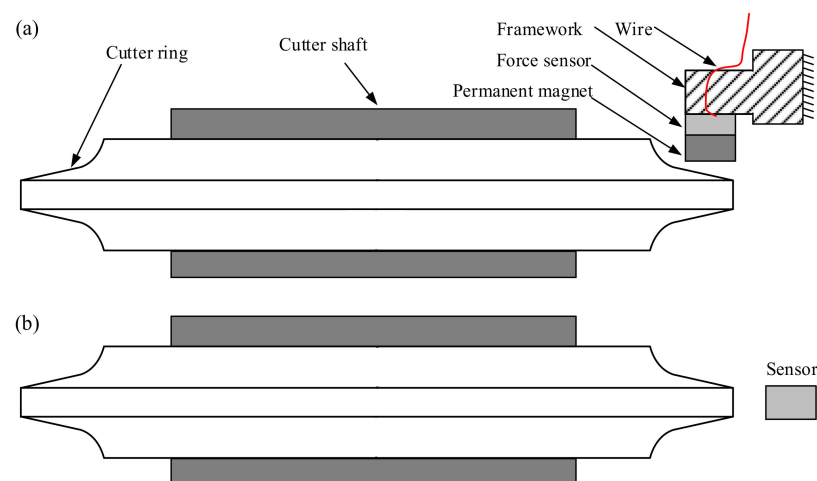 (a)
Cutter ring
Cutter shaft
Framework
Wire
Force sensor
Permanent magnet
(b)
Sensor